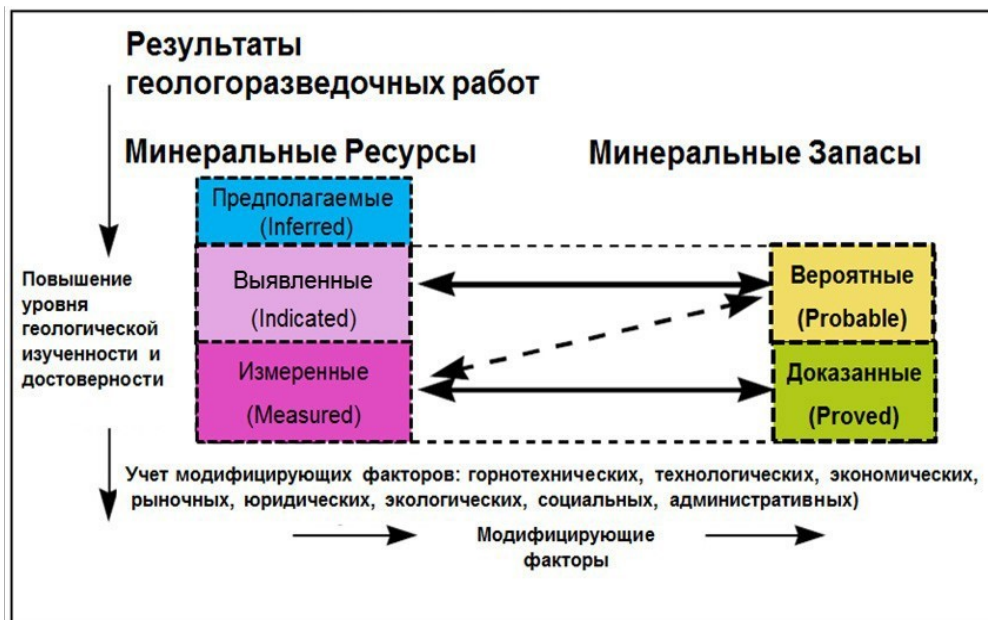 Результаты
геологоразведочных работ
Минеральные Ресурсы
Минеральные Запасы
Предполагаемые
(Inferred)
Выявленные
(Indicated)
Измеренные
(Measured)
Вероятные
(Probable)
Доказанные
(Proved)
Повышение
уровня
геологической
изученности и
достоверности
Учет модифицирующих факторов: горнотехнических, технологических, экономических,
рыночных, юридических, экологических, социальных, административных)
Модифицирующие
факторы